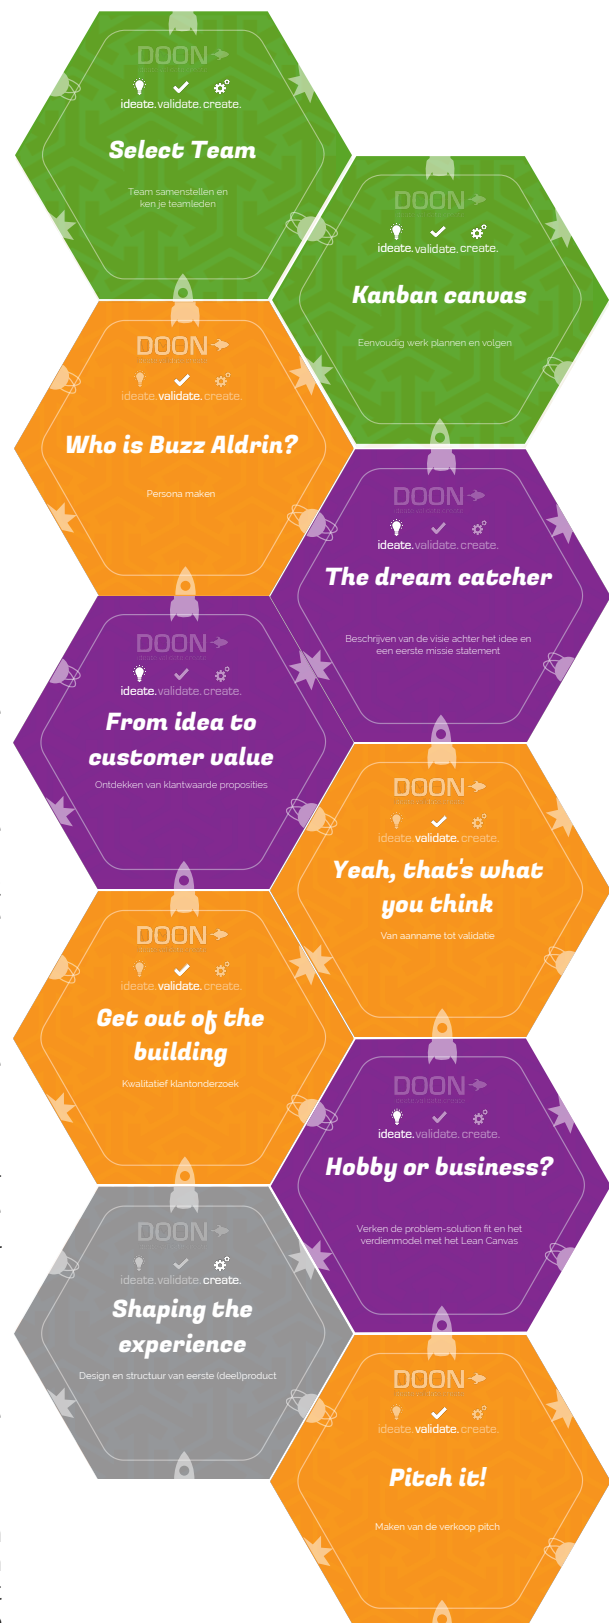 DOON
ideate.validate.create.
Select Team
Team samenstellen en
ken je teamleden
DOON
ideate.validate.create.
Kanban canvas
Eenvoudig werk plannen en volgen
DOON
ideate.validate.create.
Who is Buzz Aldrin?
Persona maken
DOON
ideate.validate.create.
The dream catcher
Beschrijven van de visie achter het idee en
een eerste missie statement
DOON
ideate.validate.create.
From idea to
customer value
Ontdekken van klantwaarde proposities
DOON
ideate.validate.create.
Yeah, that's what
you think
Van aanname tot validatie
DOON
ideate.validate.create.
Get out of the
building
Kwalitatief klantonderzoek
DOON
ideate.validate.create.
Hobby or business?
Verken de problem-solution fit en het
verdienmodel met het Lean Canvas
DOON
ideate.validate.create.
Shaping the
experience
Design en structuur van eerste (deel)product
DOON
ideate.validate.create.
Pitch it!
Maken van de verkoop pitch